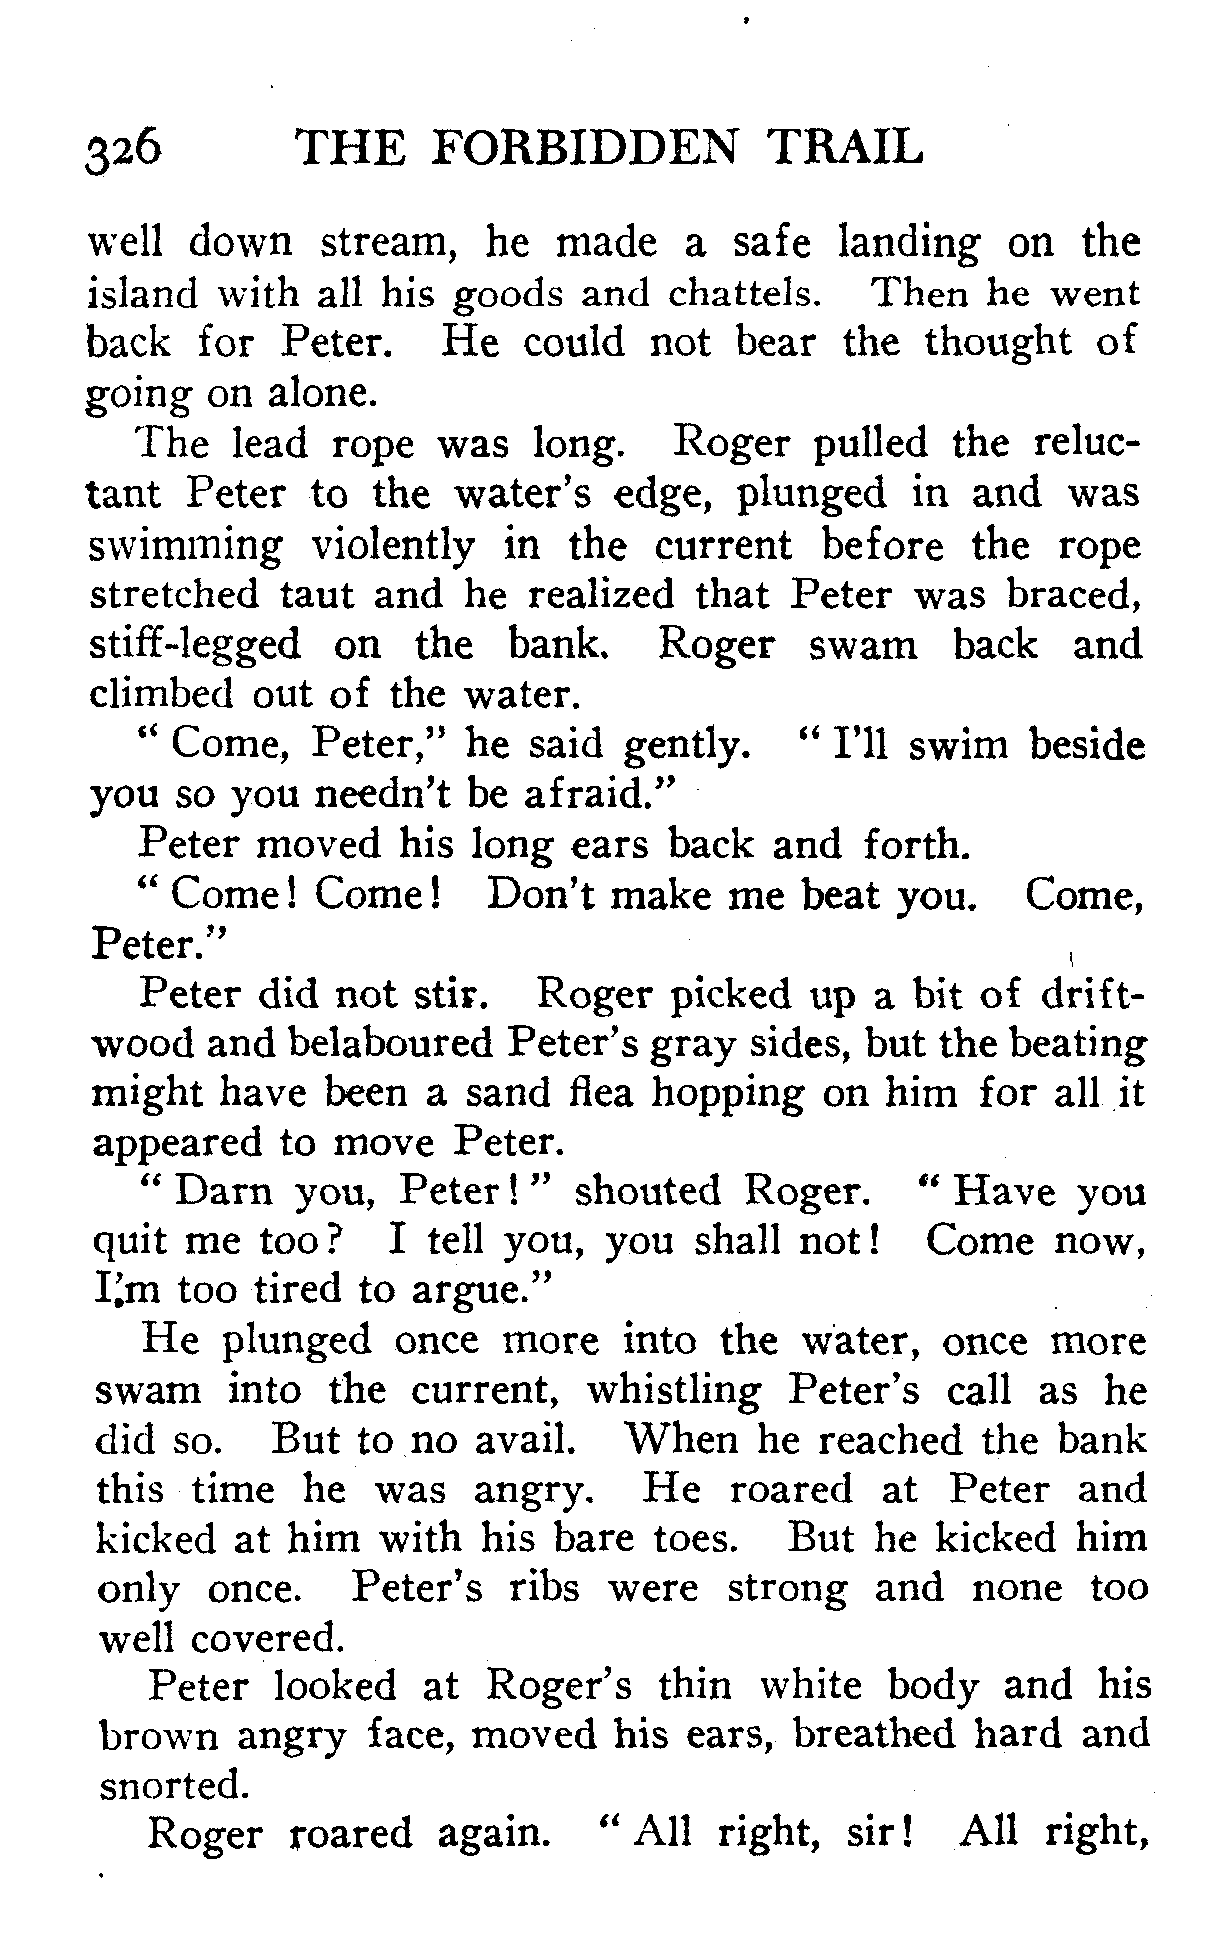 326 THE FORBIDDEN TRAIL
well down stream, he made a safe landing on the
island with all his goods and chattels. Then he went
back for Peter. He could not bear the thought of
going on alone.
The lead rope was long. Roger pulled the reluc-
tant Peter to the water's edge, plunged in and was
swimming violently in the current before the rope
stretched taut and he realized that Peter was braced,
stiff-legged on the bank. Roger swam back and
climbed out of the water.
" Come, Peter," he said gently. " I'll swim beside
you so you needn't be afraid."
Peter moved his long ears back and forth.
" Come! Come! Don't make me beat you. Come,
Peter."
Peter did not stir. Roger picked up a bit of drift-
wood and belaboured Peter's gray sides, but the beating
might have been a sand flea hopping on him for all it
appeared to move Peter.
" Darn you, Peter! " shouted Roger. " Have you
quit me too? I tell you, you shall not! Come now,
I'm too tired to argue."
He plunged once more into the water, once more
swam into the current, whistling Peter's call as he
did so. But to no avail. When he reached the bank
this time he was angry. He roared at Peter and
kicked at him with his bare toes. But he kicked him
only once. Peter's ribs were strong and none too
well covered.
Peter looked at Roger's thin white body and his
brown angry face, moved his ears, breathed hard and
snorted.
Roger roared again. " All right, sir! All right,